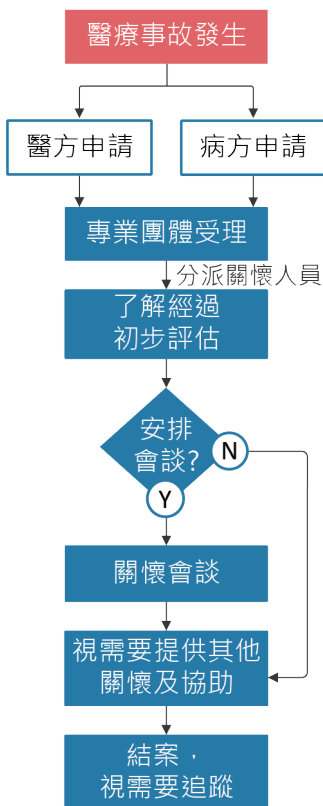 醫療事故發生
醫方申請
病方申請
專業團體受理
分派關懷人員
了解經過
初步評估
安排
會談?
N
Y
關懷會談
視需要提供其他
關懷及協助
結案，
視需要追蹤